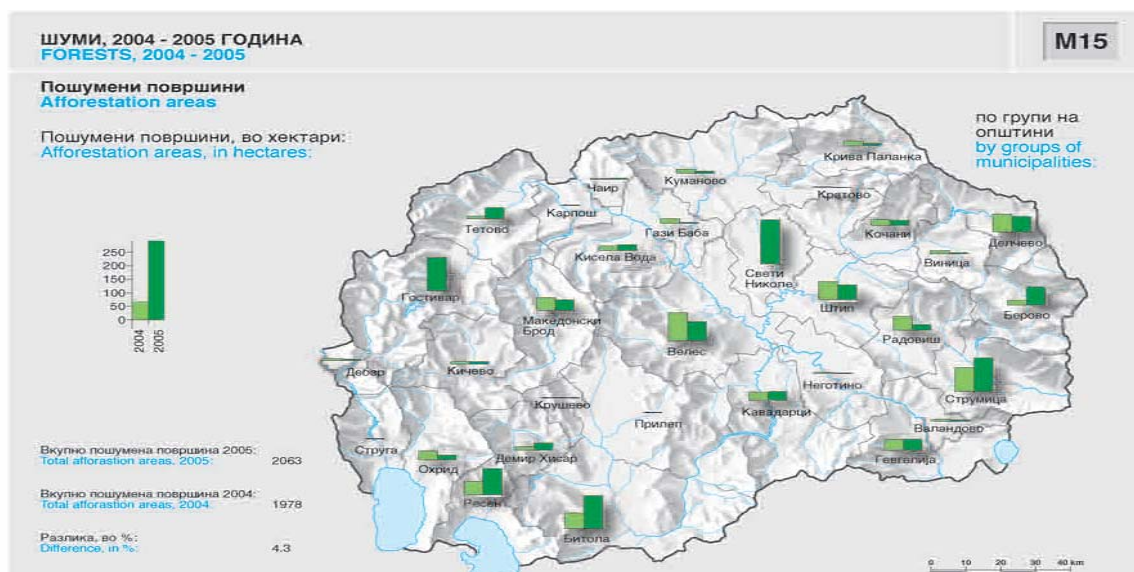 ШУМИ, 2004 - 2005 ГОДИНА
FORESTS, 2004 - 2005
M15
Пошумени површини
Afforestation areas
Пошумени површини, во хектари:
Afforestation areas, in hectares:
по групи на
општини
by groups of
municipalities:
250
200
150
100
50
0
2004
2005
Крива Паланка
Куманово
Чаир
Кратово
Карпош
Тетово
Гази Баба
Кочани
Делчево
Кисела Вода
Виница
Свети
Николе
Гостивар
Штип
Берово
Македонски
Брод
Радовиш
Велес
Дебар
Кичево
Неготино
Струмица
Крушево
Кавадарци
Прилеп
Валандово
Струга
Демир Хисар
Гевгелија
Охрид
Ресен
Битола
Вкупно пошумена површина 2005:
Total afforastion areas, 2005: 2063
Вкупно пошумена површина 2004:
Total afforastion areas, 2004: 1978
Разлика, во %:
Difference, in %: 4.3
0 10 20 30 40 km